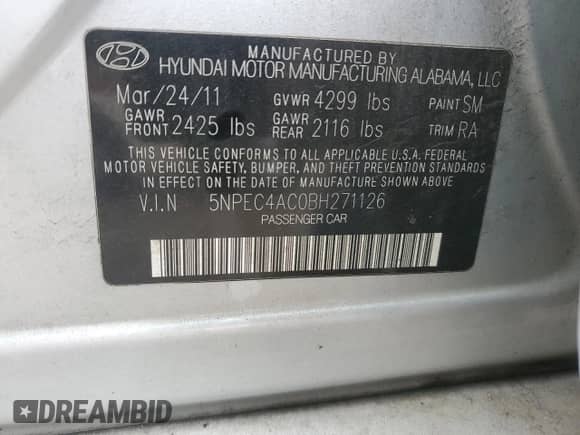 MANUFACTURED BY
HYUNDAI MOTOR MANUFACTURING ALABAMA, LLC
Mar/24/11 GVWR 4299 lbs PAINT SM
GAWR FRONT 2425 lbs GAWR REAR 2116 lbs TRIM RA
THIS VEHICLE CONFORMS TO ALL APPLICABLE U.S.A. FEDERAL
MOTOR VEHICLE SAFETY, BUMPER, AND THEFT PREVENTION STANDARDS
IN EFFECT ON THE DATE OF MANUFACTURE SHOWN ABOVE.
V.I.N 5NPEC4AC0BH271126
PASSENGER CAR
DREAMBID